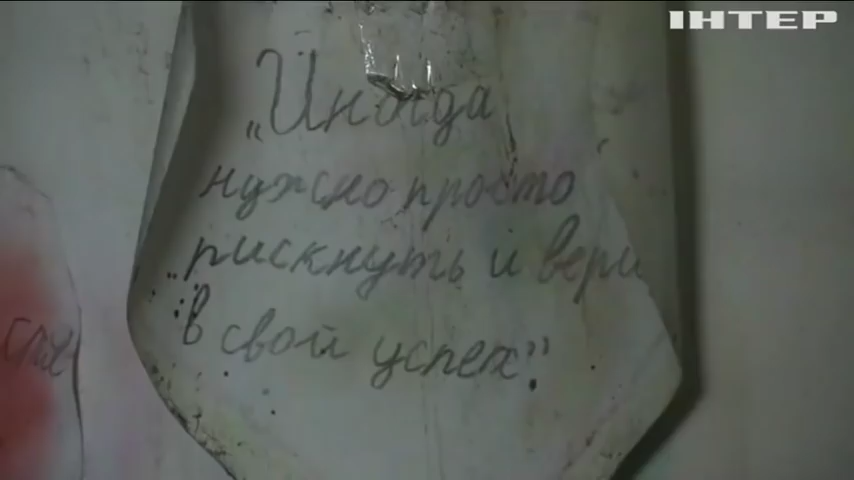 ІНТЕР
„Иногда
нужно просто
рискнуть и вери
в свой успех".